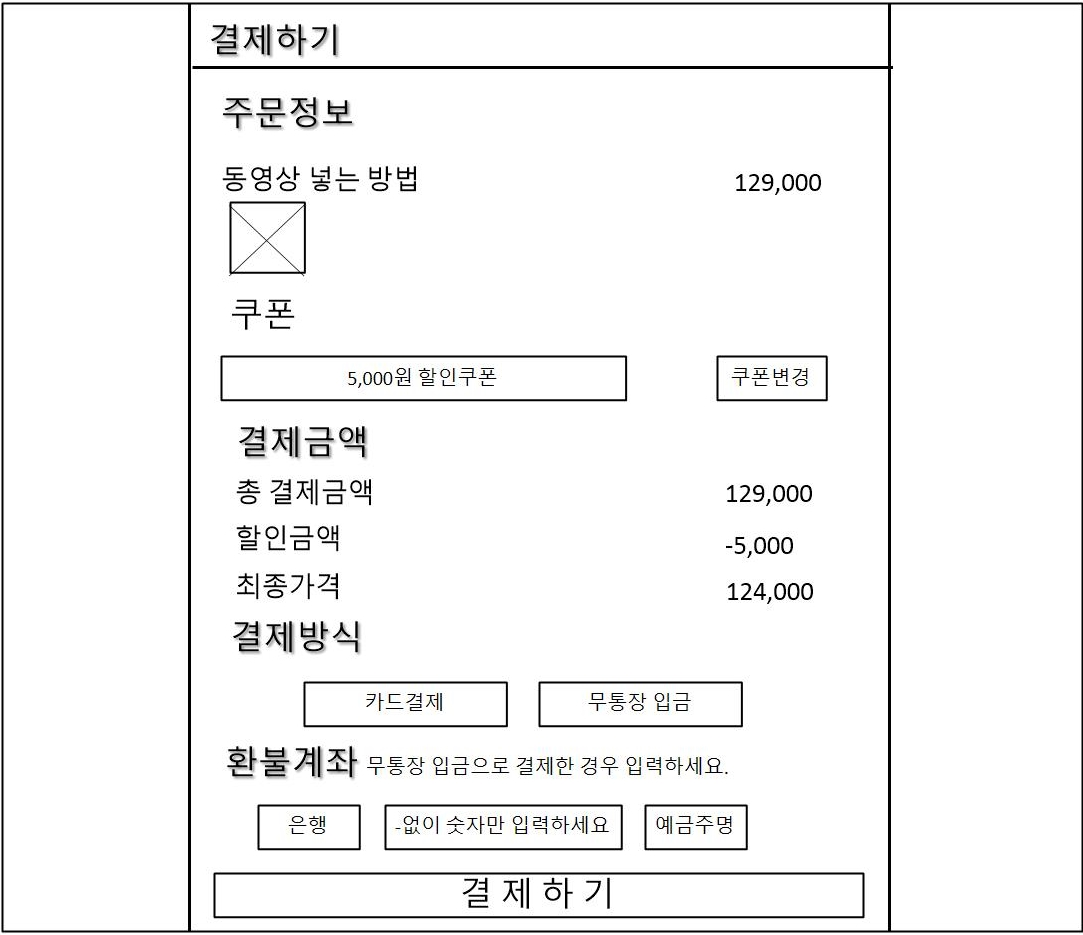 결제하기
주문정보
동영상 넣는 방법 129,000
쿠폰
5,000원 할인쿠폰 쿠폰변경
결제금액
총 결제금액 129,000
할인금액 -5,000
최종가격 124,000
결제방식
카드결제 무통장 입금
환불계좌 무통장 입금으로 결제한 경우 입력하세요.
은행 -없이 숫자만 입력하세요 예금주명
결 제 하 기